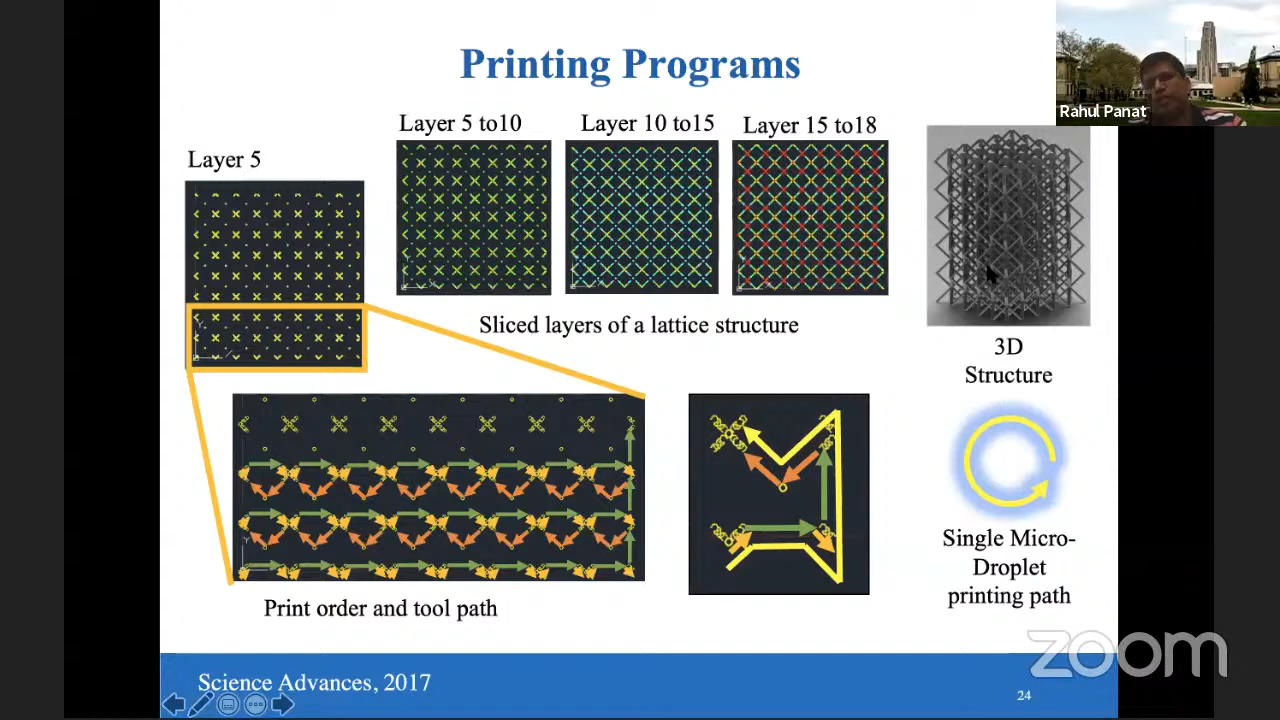 Printing Programs
Rahul Panat
Layer 5
Layer 5 to10
Layer 10 to15
Layer 15 to18
Sliced layers of a lattice structure
3D
Structure
Print order and tool path
Single Micro-
Droplet
printing path
zoom
Science Advances, 2017
24